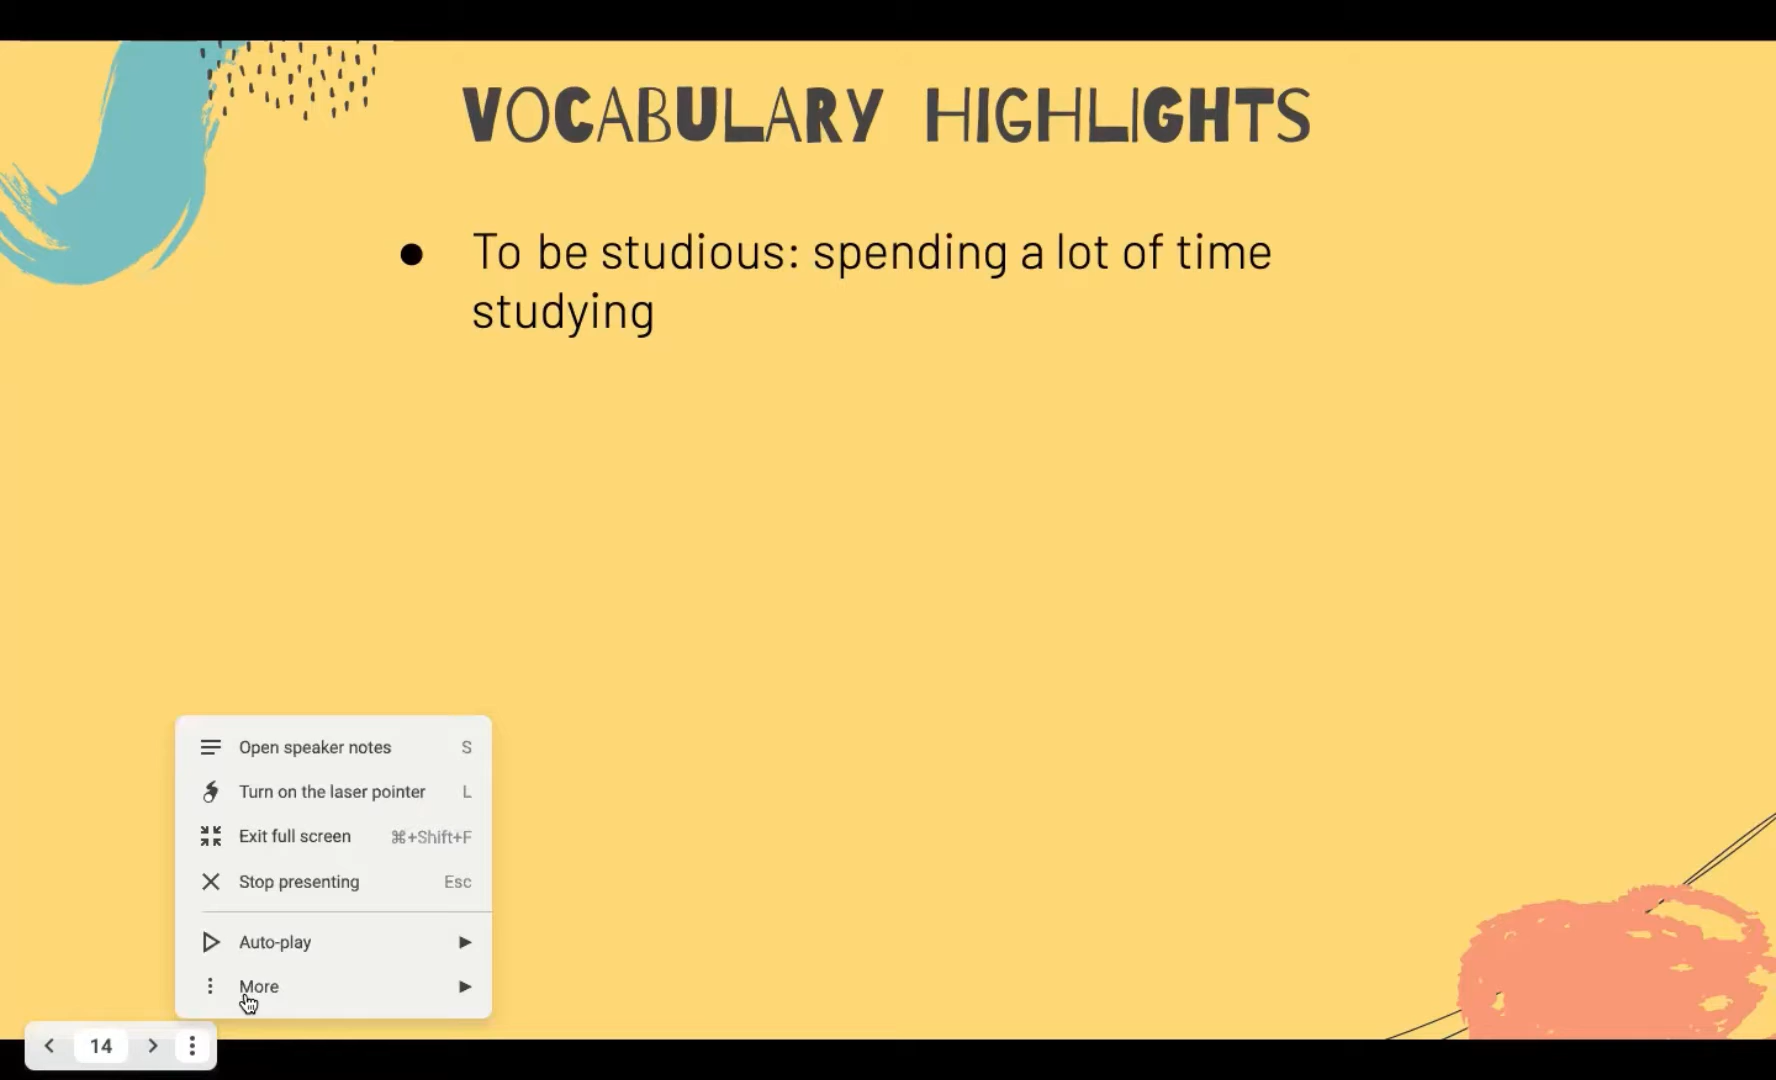 VOCABULARY HIGHLIGHTS
● To be studious: spending a lot of time
studying
Open speaker notes S
Turn on the laser pointer L
Exit full screen ⌘+Shift+F
Stop presenting Esc
Auto-play ▶
More ▶
14